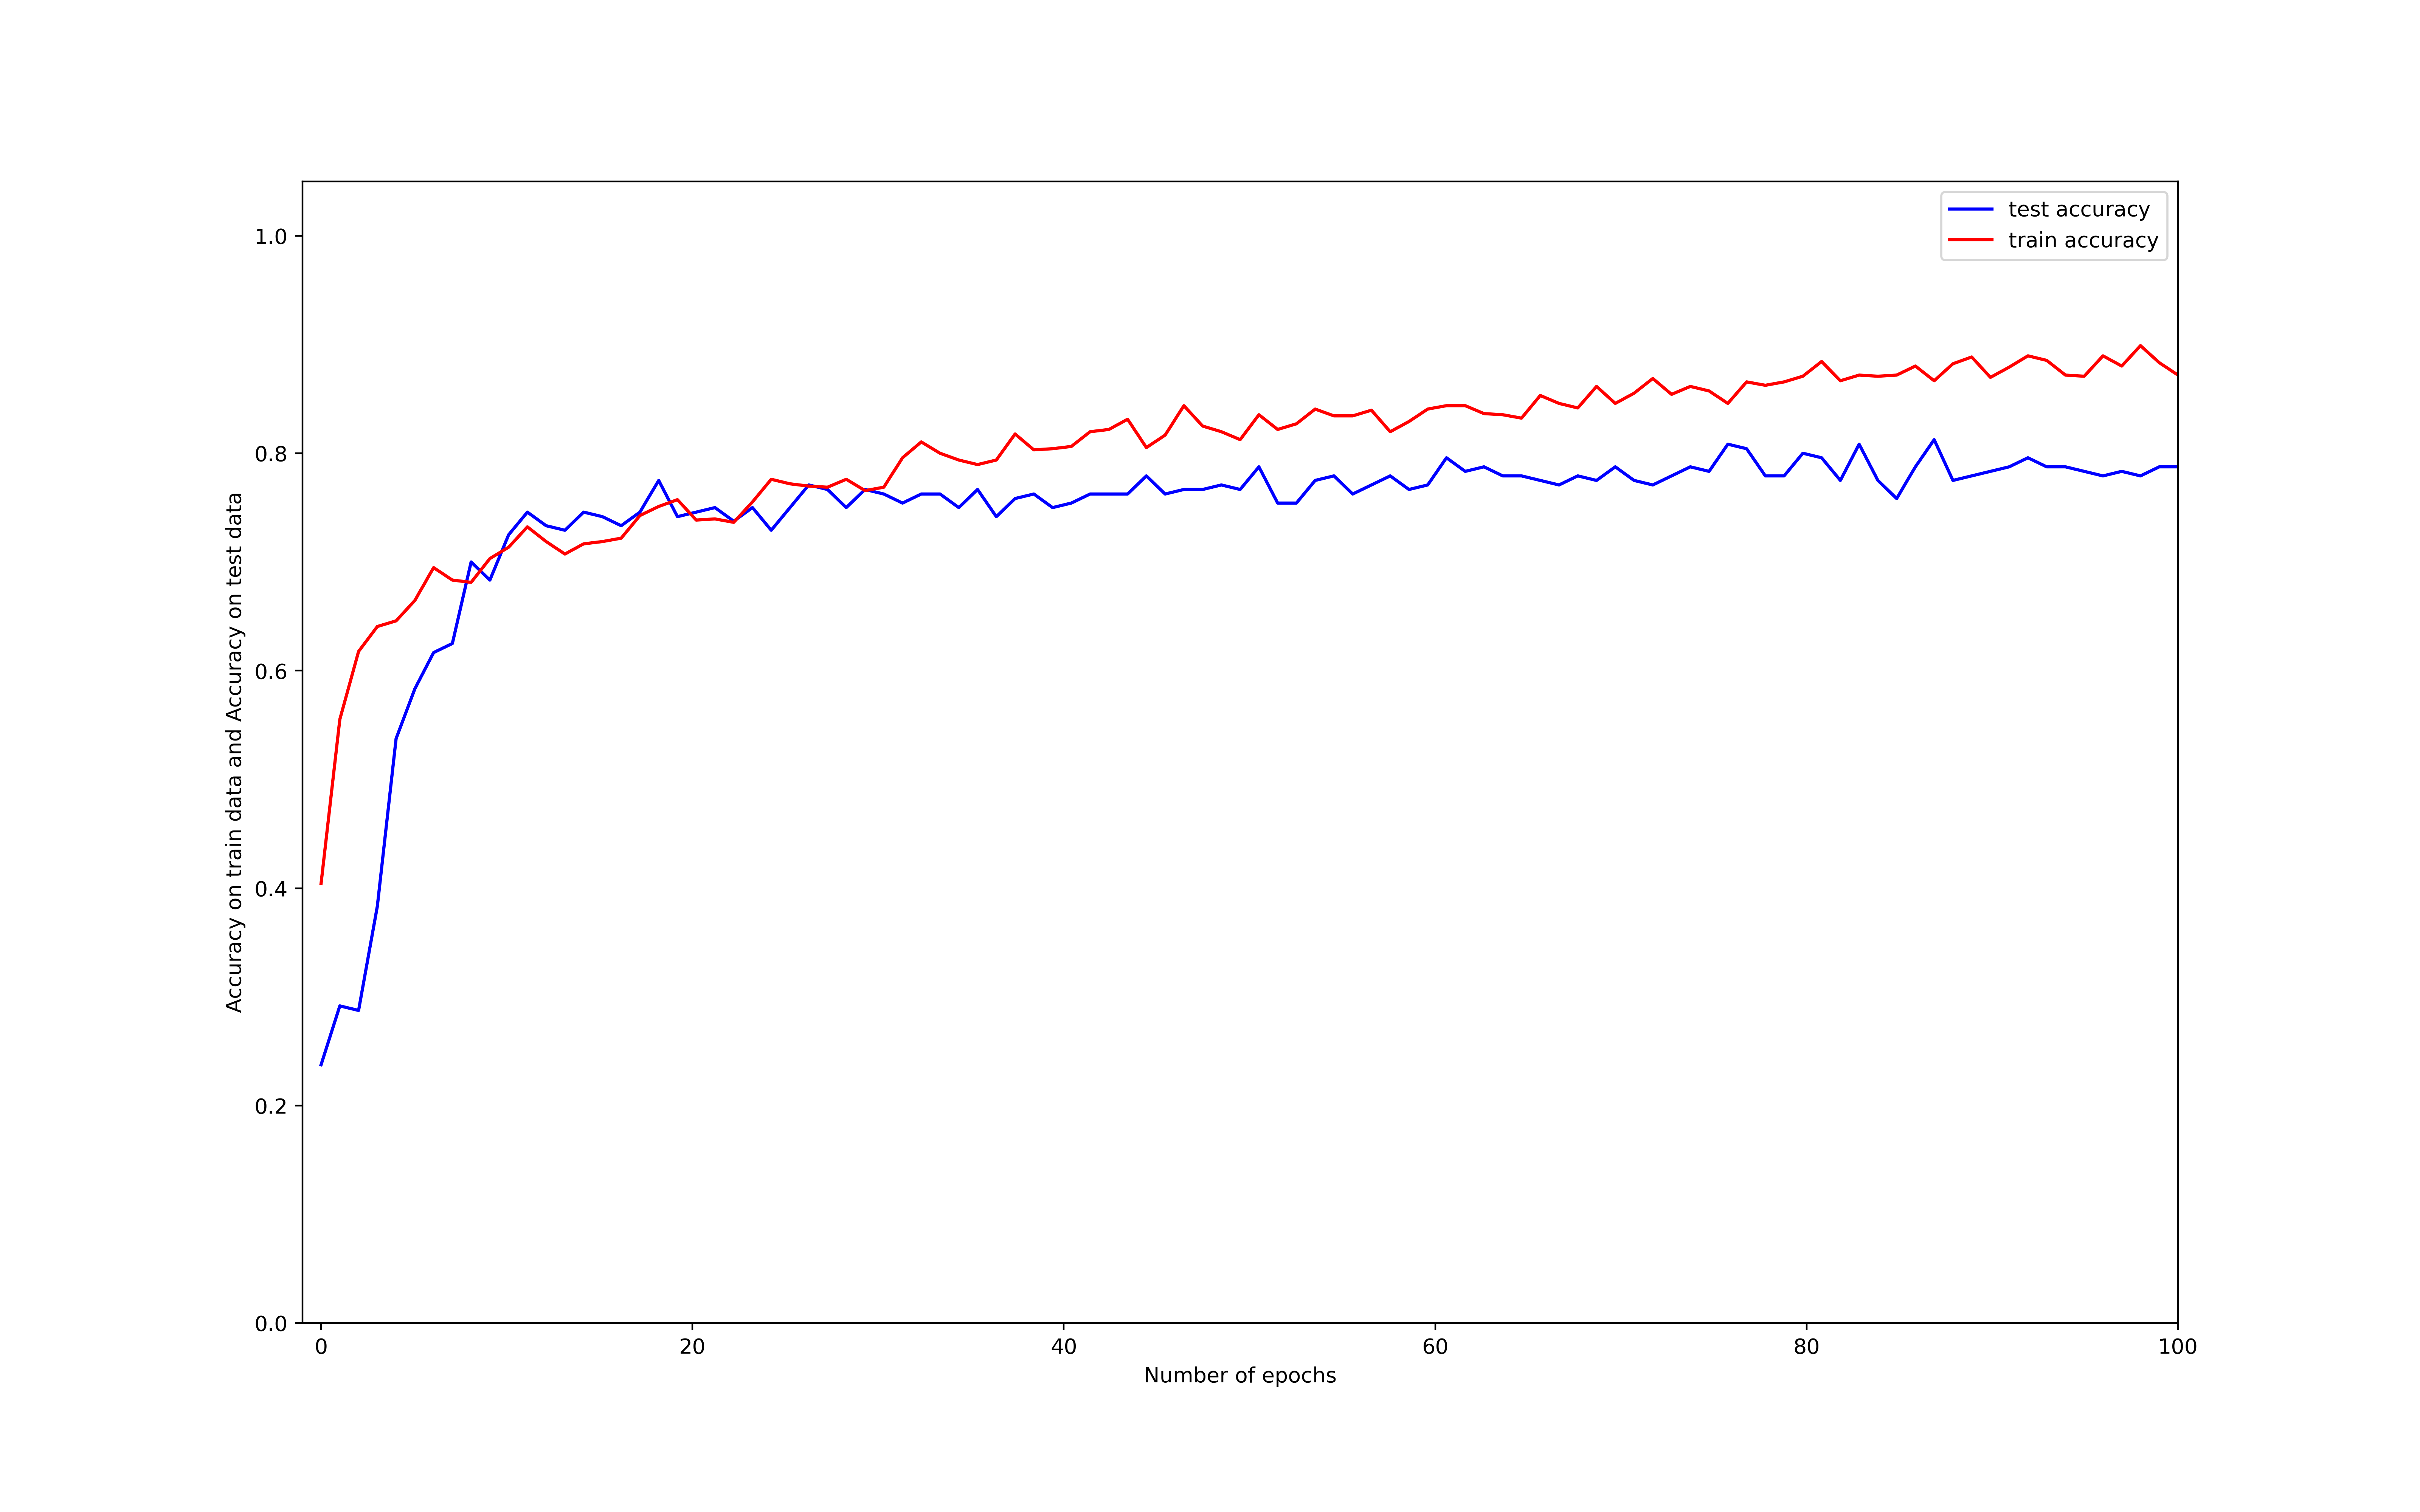 test accuracy
train accuracy
1.0
0.8
0.6
0.4
0.2
0.0
Accuracy on train data and Accuracy on test data
0 20 40 60 80 100
Number of epochs